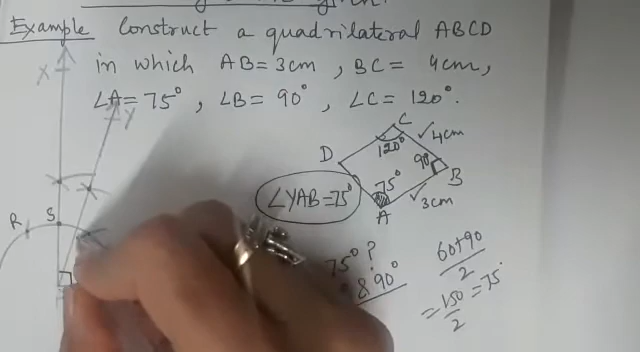 Example Construct a quadrilateral ABCD
in which AB = 3cm, BC = 4cm,
∠A = 75°, ∠B = 90°, ∠C = 120°.
X
Y
R
S
C
120°
4cm
D
90
B
∠YAB = 75°
75°
3cm
A
75° ?
& 90°
60+90
2
= 150 = 75°
2